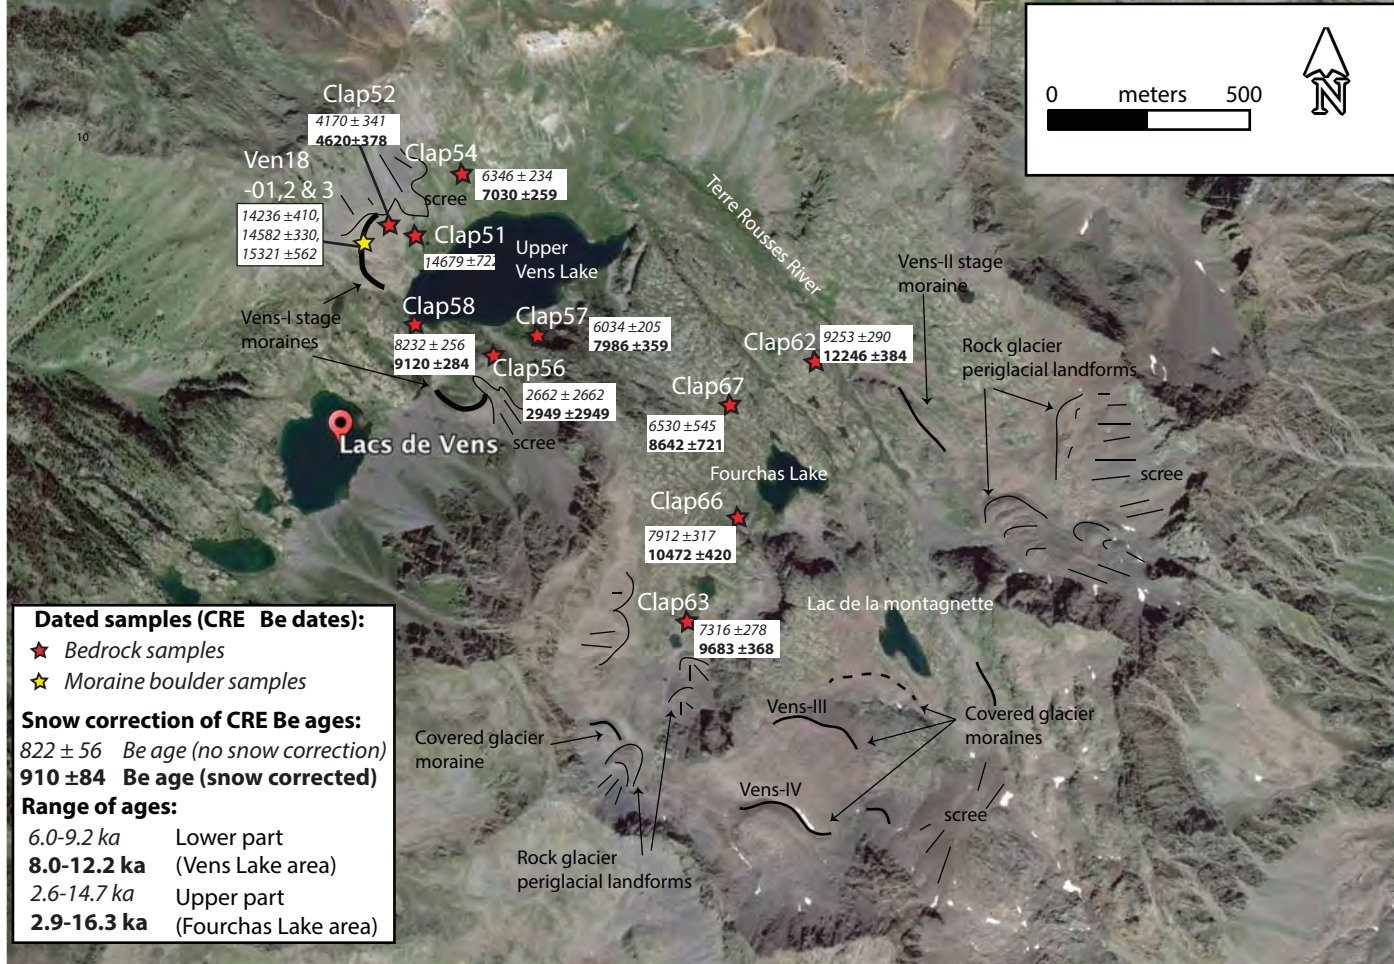 0 meters 500
N
10
Clap52
4170 ± 341
4620±378
Clap54
6346 ± 234
7030 ±259
Ven18
-01,2 & 3
14236 ±410,
14582 ±330,
15321 ±562
scree
Clap51
14679 ±722
Upper
Vens Lake
Terre Rousses River
Vens-II stage
moraine
Clap58
8232 ± 256
9120 ±284
Clap57
6034 ±205
7986 ±359
Vens-I stage
moraines
Clap56
2662 ± 2662
2949 ±2949
scree
Clap62
9253 ±290
12246 ±384
Rock glacier
periglacial landforms
Clap67
6530 ±545
8642 ±721
Lacs de Vens
scree
Fourchas Lake
Clap66
7912 ±317
10472 ±420
Clap63
7316 ±278
9683 ±368
Lac de la montagnette
Vens-III
Covered glacier
moraines
Covered glacier
moraine
Vens-IV
scree
Rock glacier
periglacial landforms
Dated samples (CRE Be dates):
Bedrock samples
Moraine boulder samples
Snow correction of CRE Be ages:
822 ± 56 Be age (no snow correction)
910 ±84 Be age (snow corrected)
Range of ages:
6.0-9.2 ka Lower part
8.0-12.2 ka (Vens Lake area)
2.6-14.7 ka Upper part
2.9-16.3 ka (Fourchas Lake area)